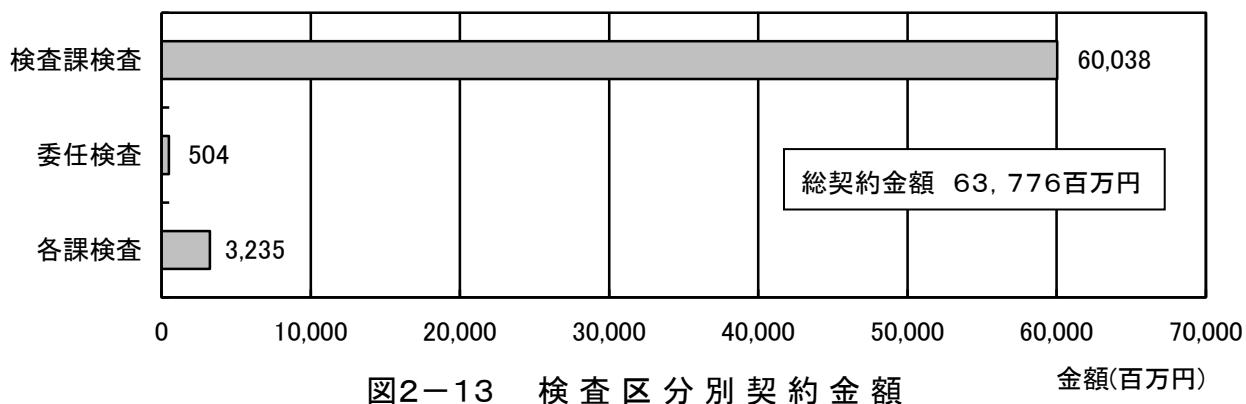 検査課検査
60,038
委任検査
504
総契約金額 63,776百万円
各課検査
3,235
0
10,000
20,000
30,000
40,000
50,000
60,000
70,000
金額(百万円)
図2-13 検査区分別契約金額